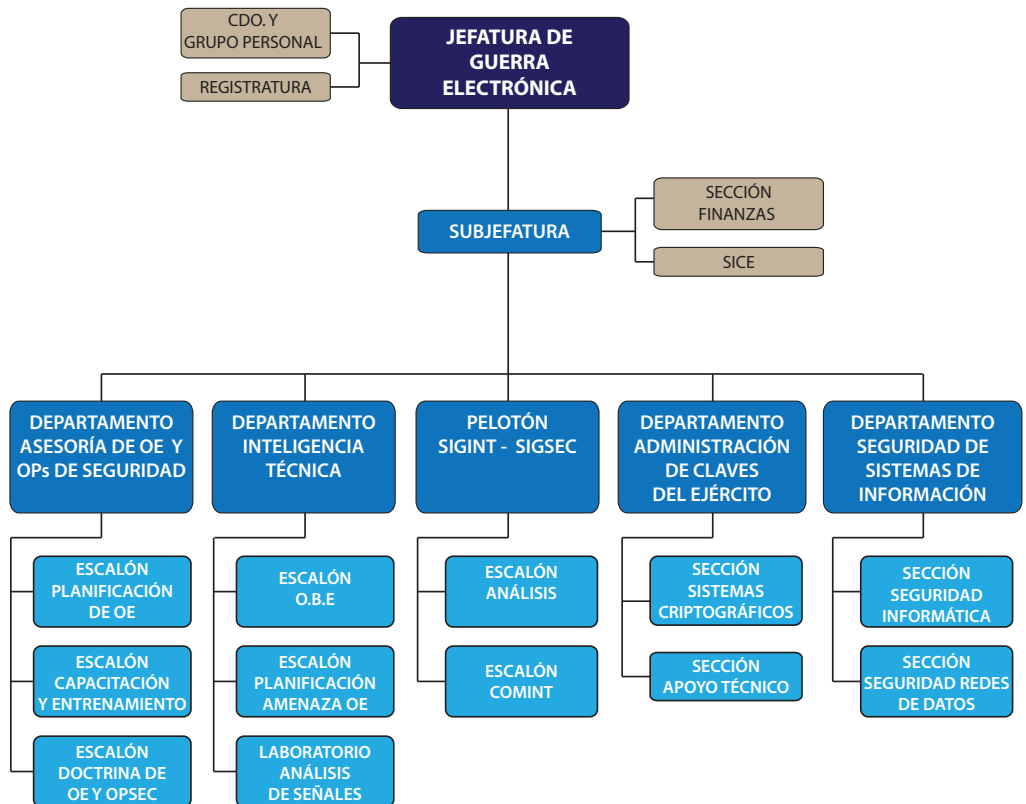 CDO. Y
GRUPO PERSONAL
REGISTRATURA
JEFATURA DE
GUERRA
ELECTRÓNICA
SUBJEFATURA
SECCIÓN
FINANZAS
SICE
DEPARTAMENTO
ASESORÍA DE OE Y
OPs DE SEGURIDAD
DEPARTAMENTO
INTELIGENCIA
TÉCNICA
PELOTÓN
SIGINT - SIGSEC
DEPARTAMENTO
ADMINISTRACIÓN
DE CLAVES
DEL EJÉRCITO
DEPARTAMENTO
SEGURIDAD DE
SISTEMAS DE
INFORMACIÓN
ESCALÓN
PLANIFICACIÓN
DE OE
ESCALÓN
CAPACITACIÓN
Y ENTRENAMIENTO
ESCALÓN
DOCTRINA DE
OE Y OPSEC
ESCALÓN
O.B.E
ESCALÓN
PLANIFICACIÓN
AMENAZA OE
LABORATORIO
ANÁLISIS
DE SEÑALES
ESCALÓN
ANÁLISIS
ESCALÓN
COMINT
SECCIÓN
SISTEMAS
CRIPTOGRÁFICOS
SECCIÓN
APOYO TÉCNICO
SECCIÓN
SEGURIDAD
INFORMÁTICA
SECCIÓN
SEGURIDAD REDES
DE DATOS